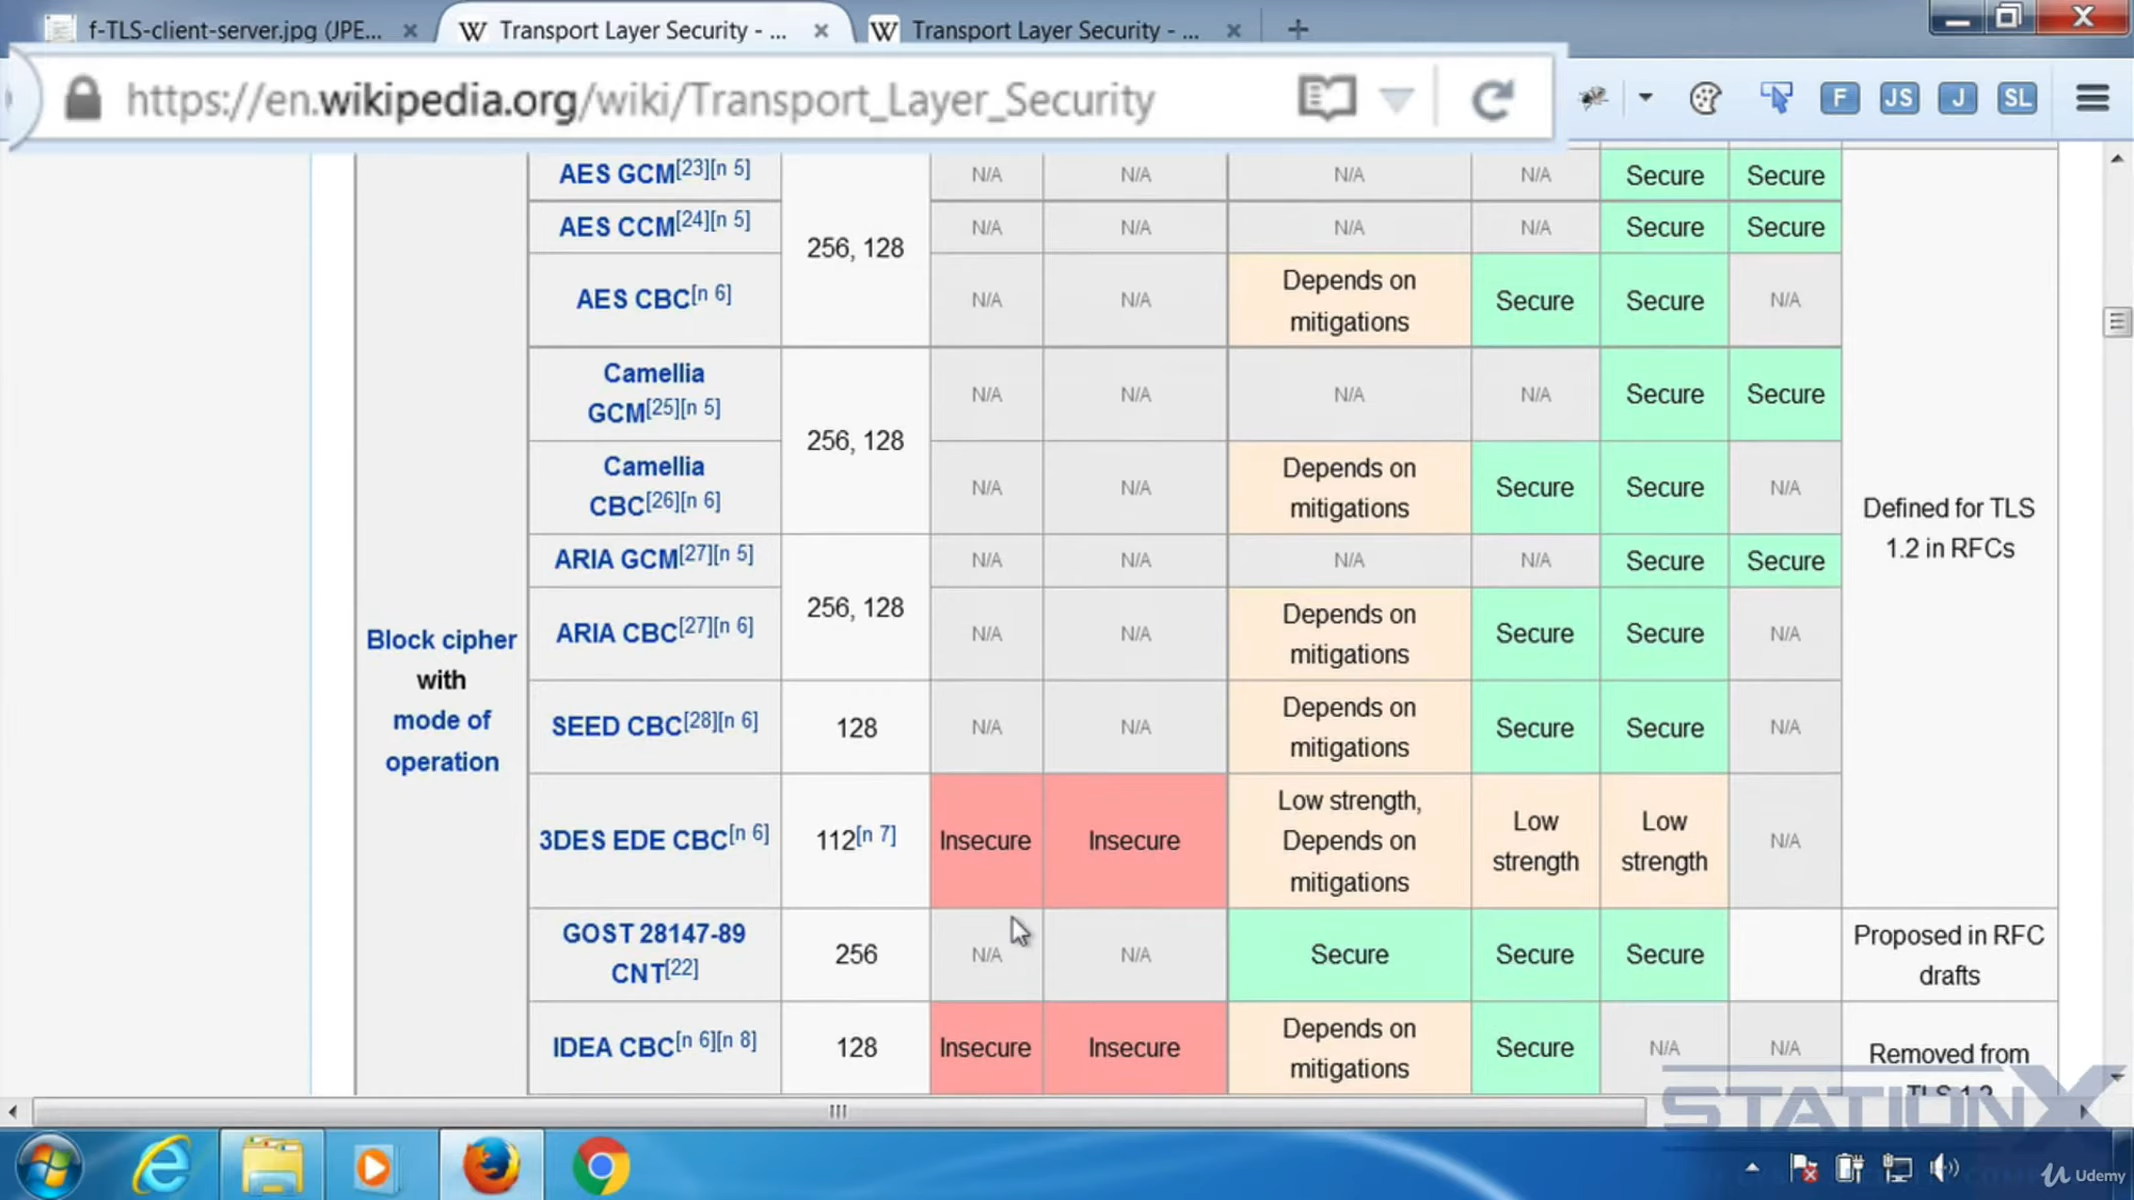 f-TLS-client-server.jpg (JPE...
Transport Layer Security - ...
Transport Layer Security - ...
https://en.wikipedia.org/wiki/Transport_Layer_Security
F JS J SL
AES GCM[23][n 5] N/A N/A N/A N/A Secure Secure
AES CCM[24][n 5] N/A N/A N/A N/A Secure Secure
256, 128
AES CBC[n 6] N/A N/A Depends on mitigations Secure Secure N/A
Camellia
GCM[25][n 5] N/A N/A N/A N/A Secure Secure
256, 128
Camellia
CBC[26][n 6] N/A N/A Depends on mitigations Secure Secure N/A
Defined for TLS
1.2 in RFCs
ARIA GCM[27][n 5] N/A N/A N/A N/A Secure Secure
256, 128
ARIA CBC[27][n 6] N/A N/A Depends on mitigations Secure Secure N/A
Block cipher
with
mode of
operation
SEED CBC[28][n 6] 128 N/A N/A Depends on mitigations Secure Secure N/A
3DES EDE CBC[n 6] 112[n 7] Insecure Insecure Low strength, Depends on mitigations Low strength Low strength N/A
GOST 28147-89
CNT[22] 256 N/A N/A Secure Secure Secure
Proposed in RFC
drafts
IDEA CBC[n 6][n 8] 128 Insecure Insecure Depends on mitigations Secure N/A N/A
Removed from
TLS 1.2
STATIONX
Udemy